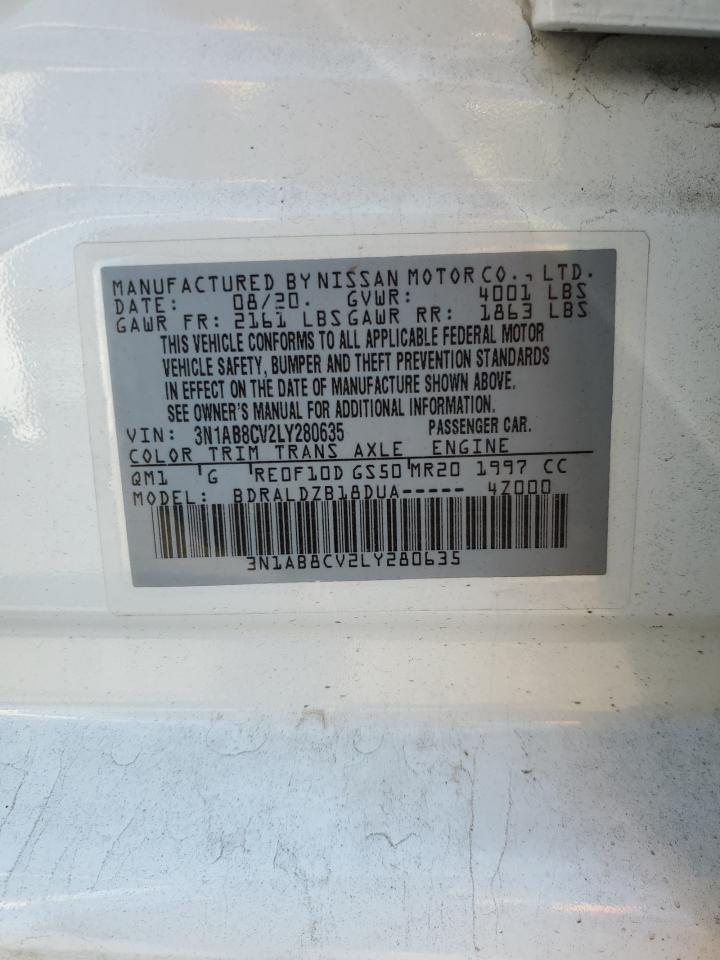 MANUFACTURED BY NISSAN MOTOR CO., LTD.
DATE: 08/20. GVWR: 4001 LBS
GAWR FR: 2161 LBS GAWR RR: 1863 LBS
THIS VEHICLE CONFORMS TO ALL APPLICABLE FEDERAL MOTOR
VEHICLE SAFETY, BUMPER AND THEFT PREVENTION STANDARDS
IN EFFECT ON THE DATE OF MANUFACTURE SHOWN ABOVE.
SEE OWNER'S MANUAL FOR ADDITIONAL INFORMATION.
VIN: 3N1AB8CV2LY280635 PASSENGER CAR.
COLOR TRIM TRANS AXLE ENGINE
QM1 'G RE0F10D GS50'MR20 1997 CC
MODEL: BDRALDZB18DUA----- 4Z000
3N1AB8CV2LY280635